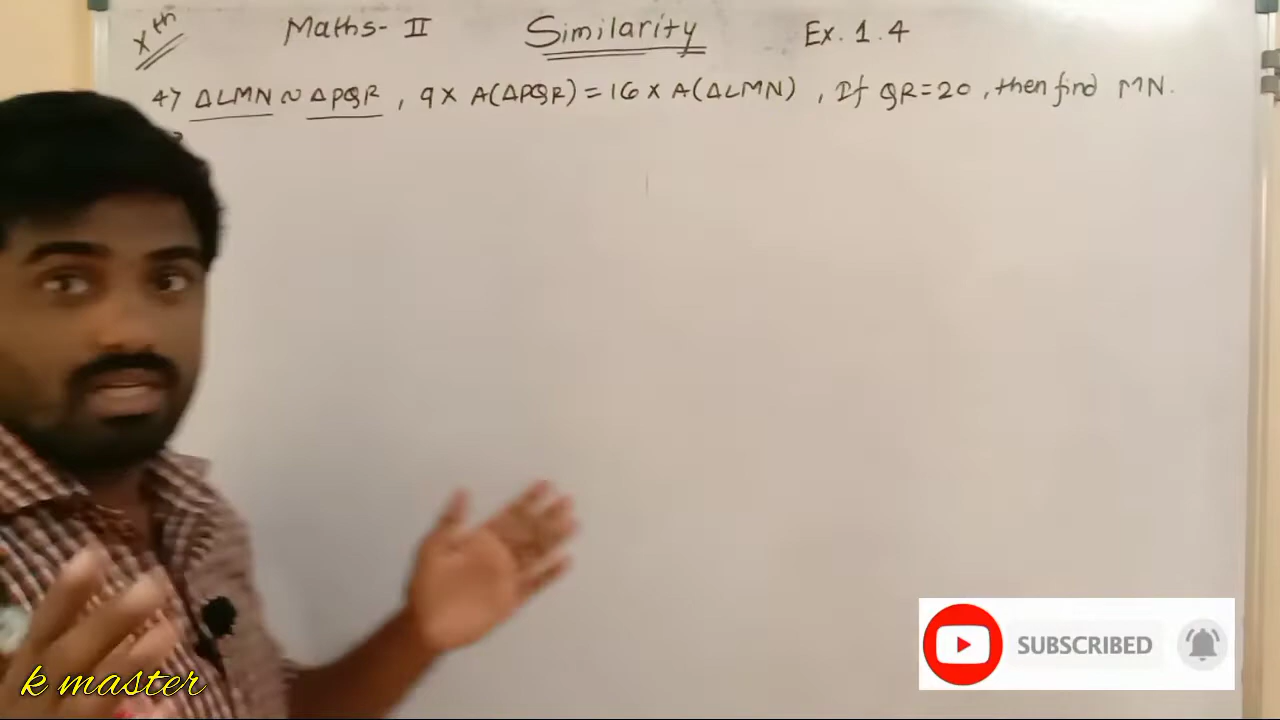 Xth Maths- II Similarity Ex. 1.4
4) ΔLMN ~ ΔPQR , 9 × A(ΔPQR) = 16 × A(ΔLMN) , If QR=20 , then find MN.
SUBSCRIBED
k master